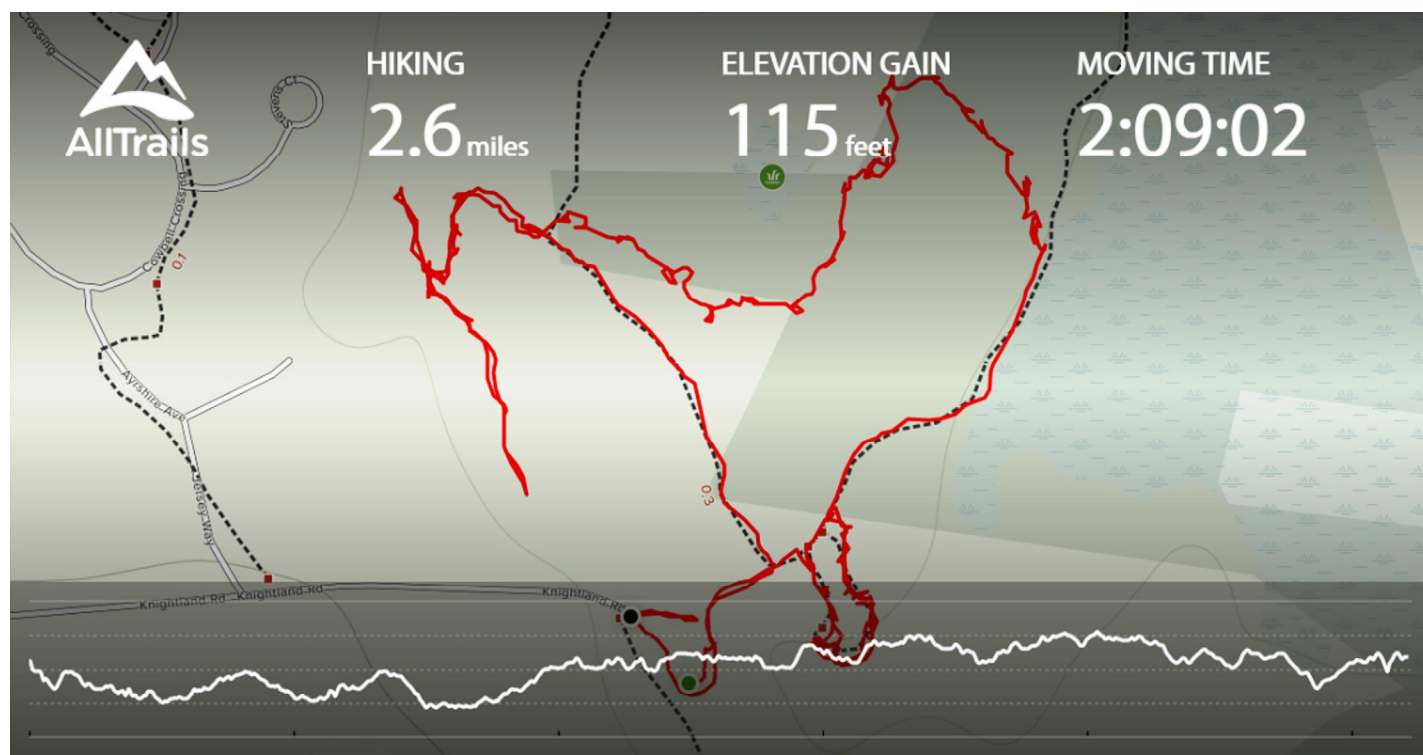 AllTrails
HIKING
2.6 miles
ELEVATION GAIN
115 feet
MOVING TIME
2:09:02
Crossing
Stevens Ct
Cowbell Crossing
0.1
Ayrshire Ave
Jersey Way
0.3
Knightland Rd
Knightland Rd
Knightland Rd